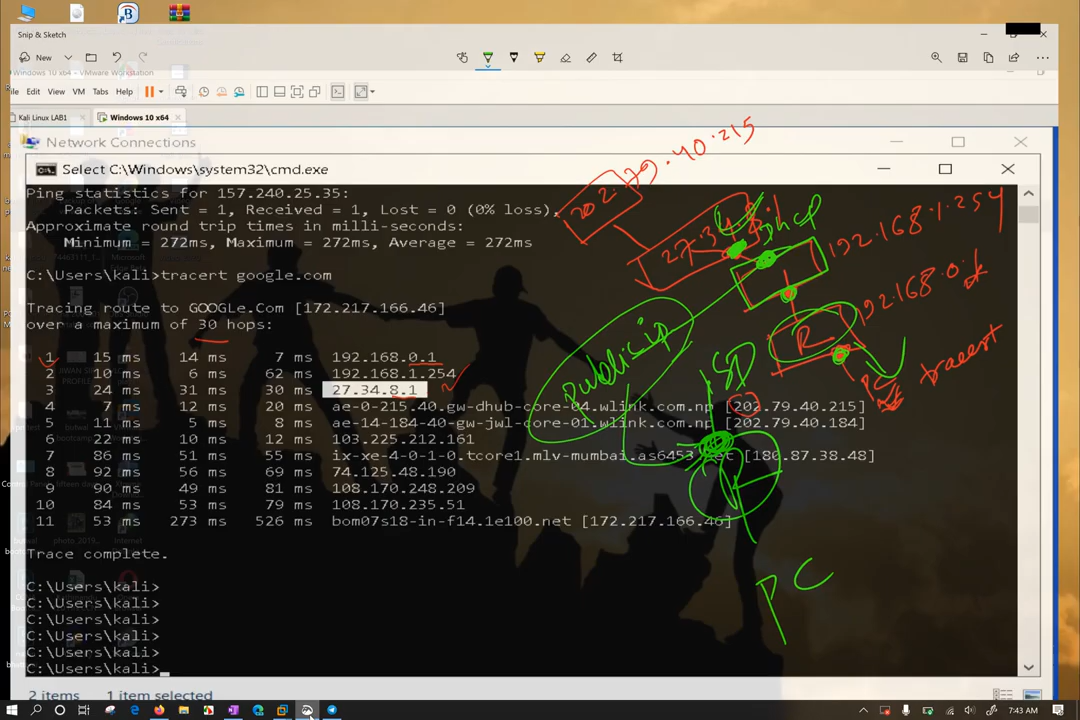 Snip & Sketch
New
Windows 10 x64 - VMware Workstation
Edit View VM Tabs Help
Kali Linux LAB1
Windows 10 x64
Network Connections
Select C:\Windows\system32\cmd.exe
Ping statistics for 157.240.25.35:
Packets: Sent = 1, Received = 1, Lost = 0 (0% loss),
Approximate round trip times in milli-seconds:
Minimum = 272ms, Maximum = 272ms, Average = 272ms
C:\Users\kali>tracert google.com
Tracing route to GOOGLe.Com [172.217.166.46]
over a maximum of 30 hops:
1 15 ms 14 ms 7 ms 192.168.0.1
2 10 ms 6 ms 62 ms 192.168.1.254
3 24 ms 31 ms 30 ms 27.34.8.1
4 7 ms 12 ms 20 ms ae-0-215.40.gw-dhub-core-04.wlink.com.np [202.79.40.215]
5 11 ms 5 ms 8 ms ae-14-184-40-gw-jwl-core-01.wlink.com.np [202.79.40.184]
6 22 ms 10 ms 12 ms 103.225.212.161
7 86 ms 51 ms 55 ms ix-xe-4-0-1-0.tcore1.mlv-mumbai.as6453.net [180.87.38.48]
8 92 ms 56 ms 69 ms 74.125.48.190
9 90 ms 49 ms 81 ms 108.170.248.209
10 84 ms 53 ms 79 ms 108.170.235.51
11 53 ms 273 ms 526 ms bom07s18-in-f14.1e100.net [172.217.166.46]
Trace complete.
C:\Users\kali>
C:\Users\kali>
C:\Users\kali>
C:\Users\kali>
C:\Users\kali>
C:\Users\kali>
202.79.40.215
dhcp
192.168.1.254
192.168.0.1
R
PC
tracert
public ip
R
PC
2 items 1 item selected
7:43 AM